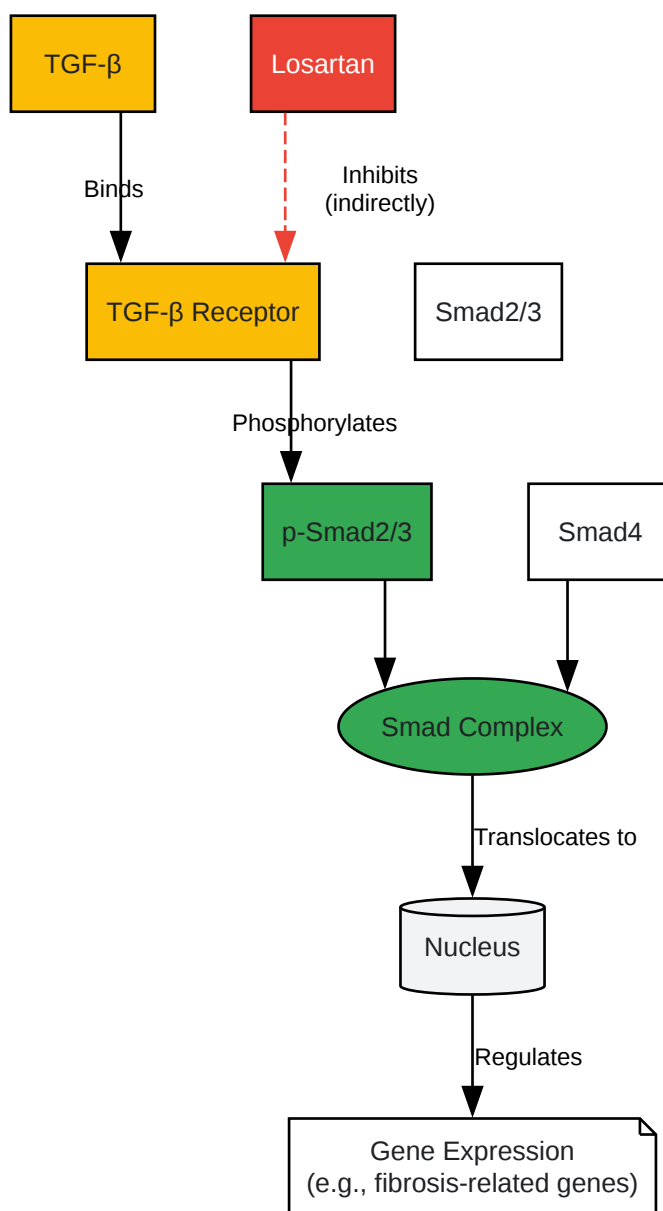 TGF-β
Losartan
Binds
Inhibits
(indirectly)
TGF-β Receptor
Smad2/3
Phosphorylates
p-Smad2/3
Smad4
Smad Complex
Translocates to
Nucleus
Regulates
Gene Expression
(e.g., fibrosis-related genes)